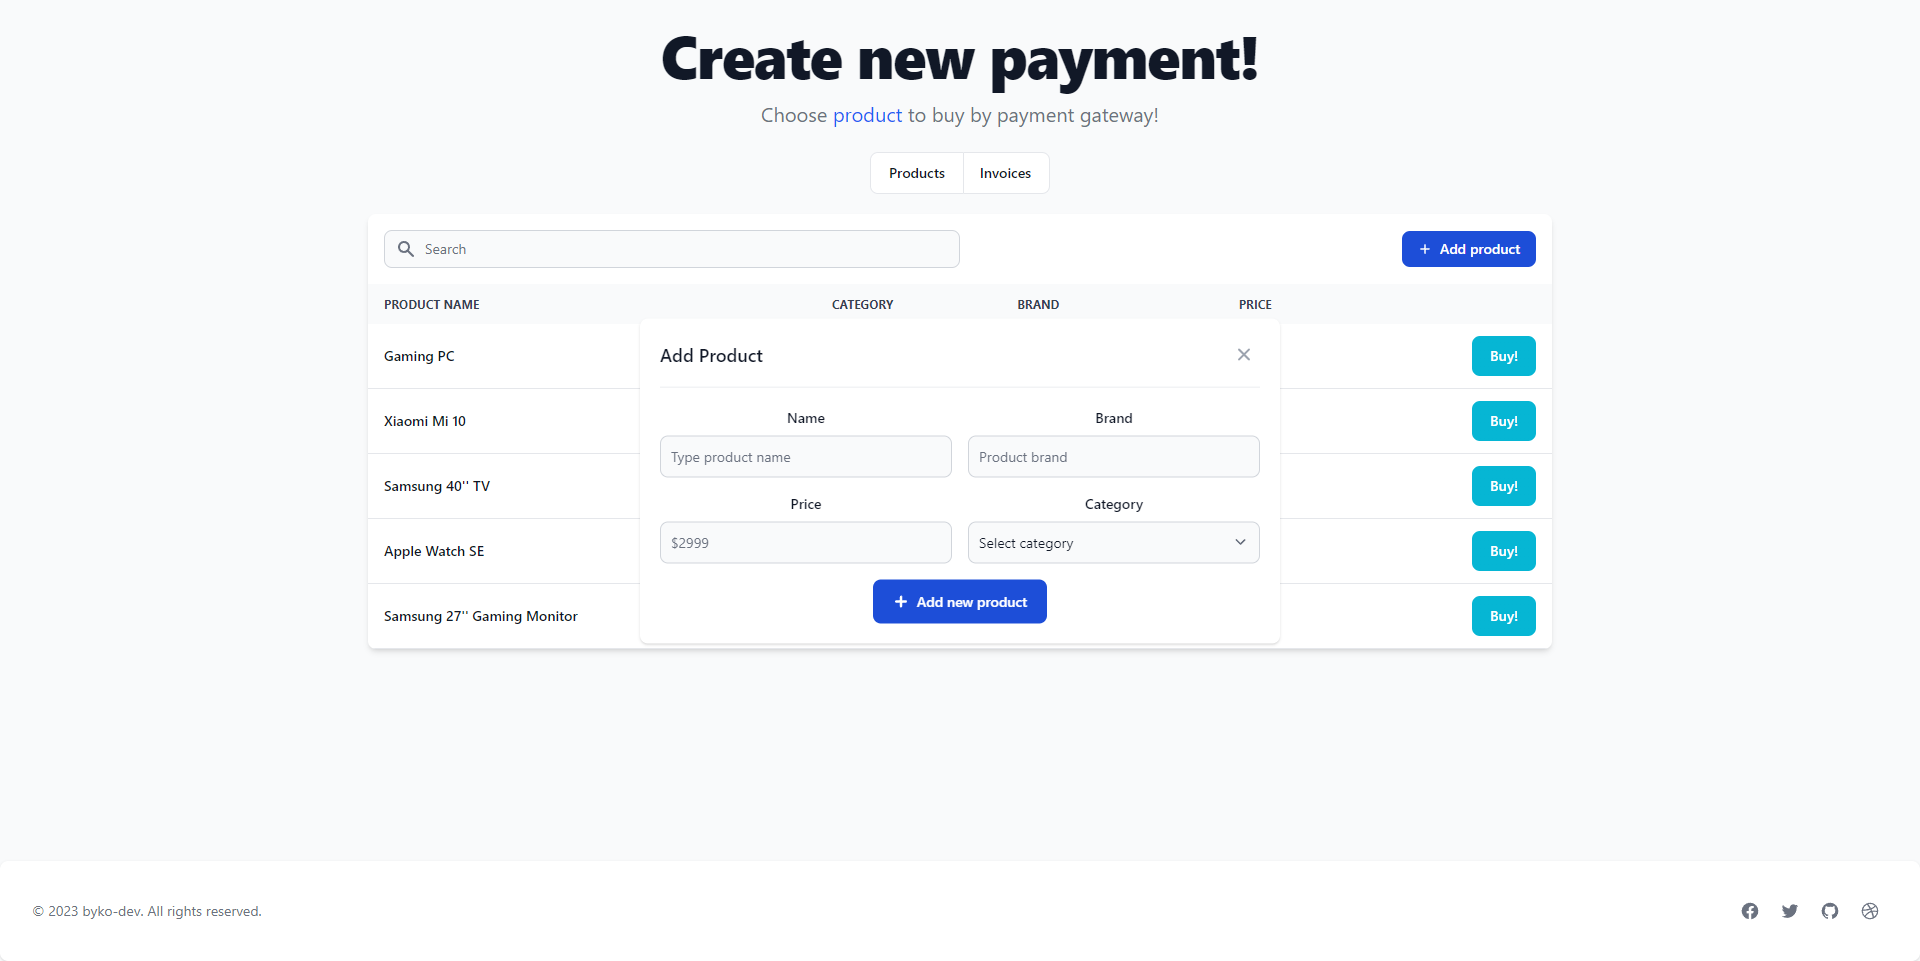 Create new payment!
Choose product to buy by payment gateway!
Products Invoices
Search
+ Add product
PRODUCT NAME CATEGORY BRAND PRICE
Gaming PC Buy!
Xiaomi Mi 10 Buy!
Samsung 40'' TV Buy!
Apple Watch SE Buy!
Samsung 27'' Gaming Monitor Buy!
Add Product
Name Brand
Type product name Product brand
Price Category
$2999 Select category
+ Add new product
© 2023 byko-dev. All rights reserved.